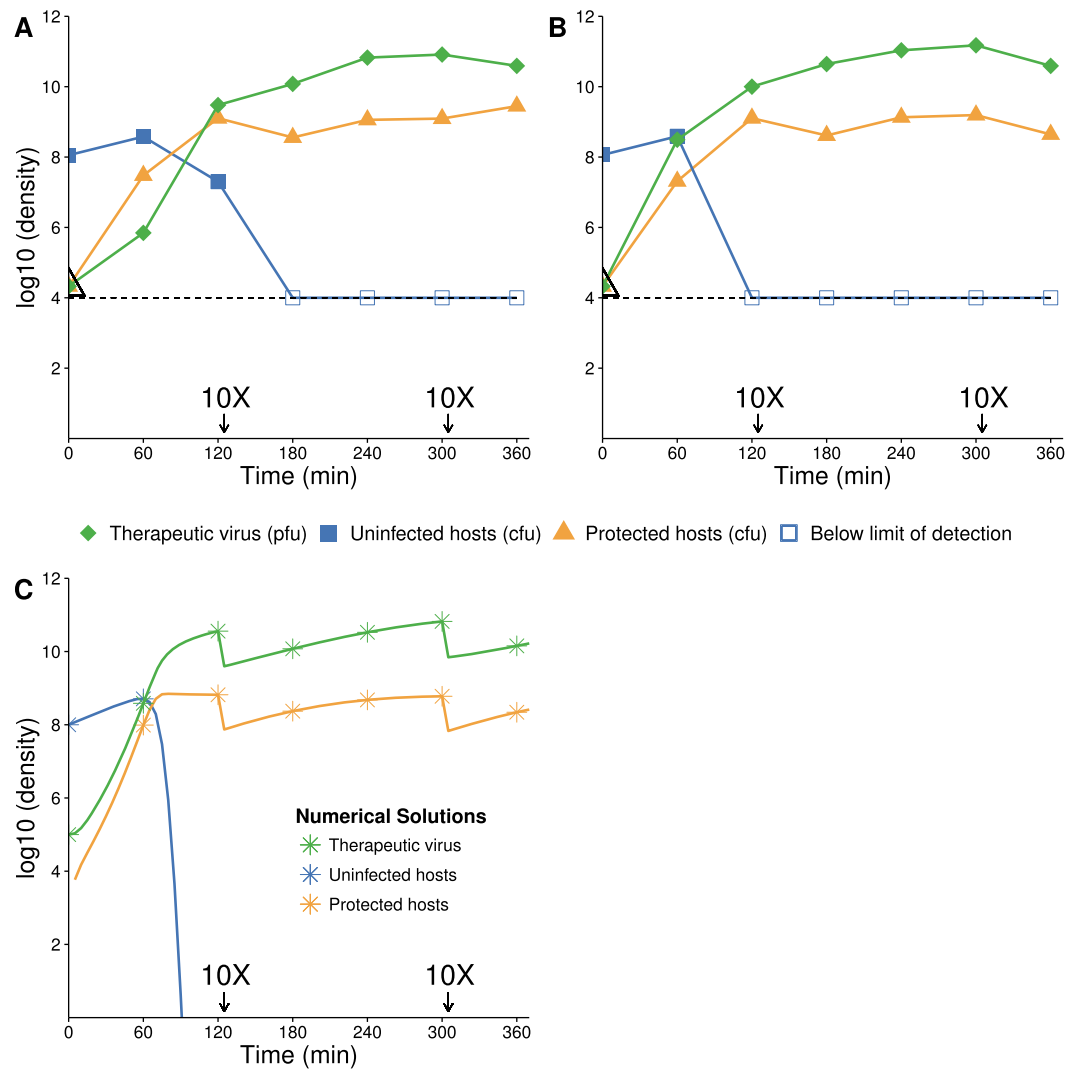 A
B
12
10
8
6
4
2
log10 (density)
10X 10X
0 60 120 180 240 300 360
Time (min)
12
10
8
6
4
2
10X 10X
0 60 120 180 240 300 360
Time (min)
Therapeutic virus (pfu) Uninfected hosts (cfu) Protected hosts (cfu) Below limit of detection
C
12
10
8
6
4
2
log10 (density)
Numerical Solutions
Therapeutic virus
Uninfected hosts
Protected hosts
10X 10X
0 60 120 180 240 300 360
Time (min)